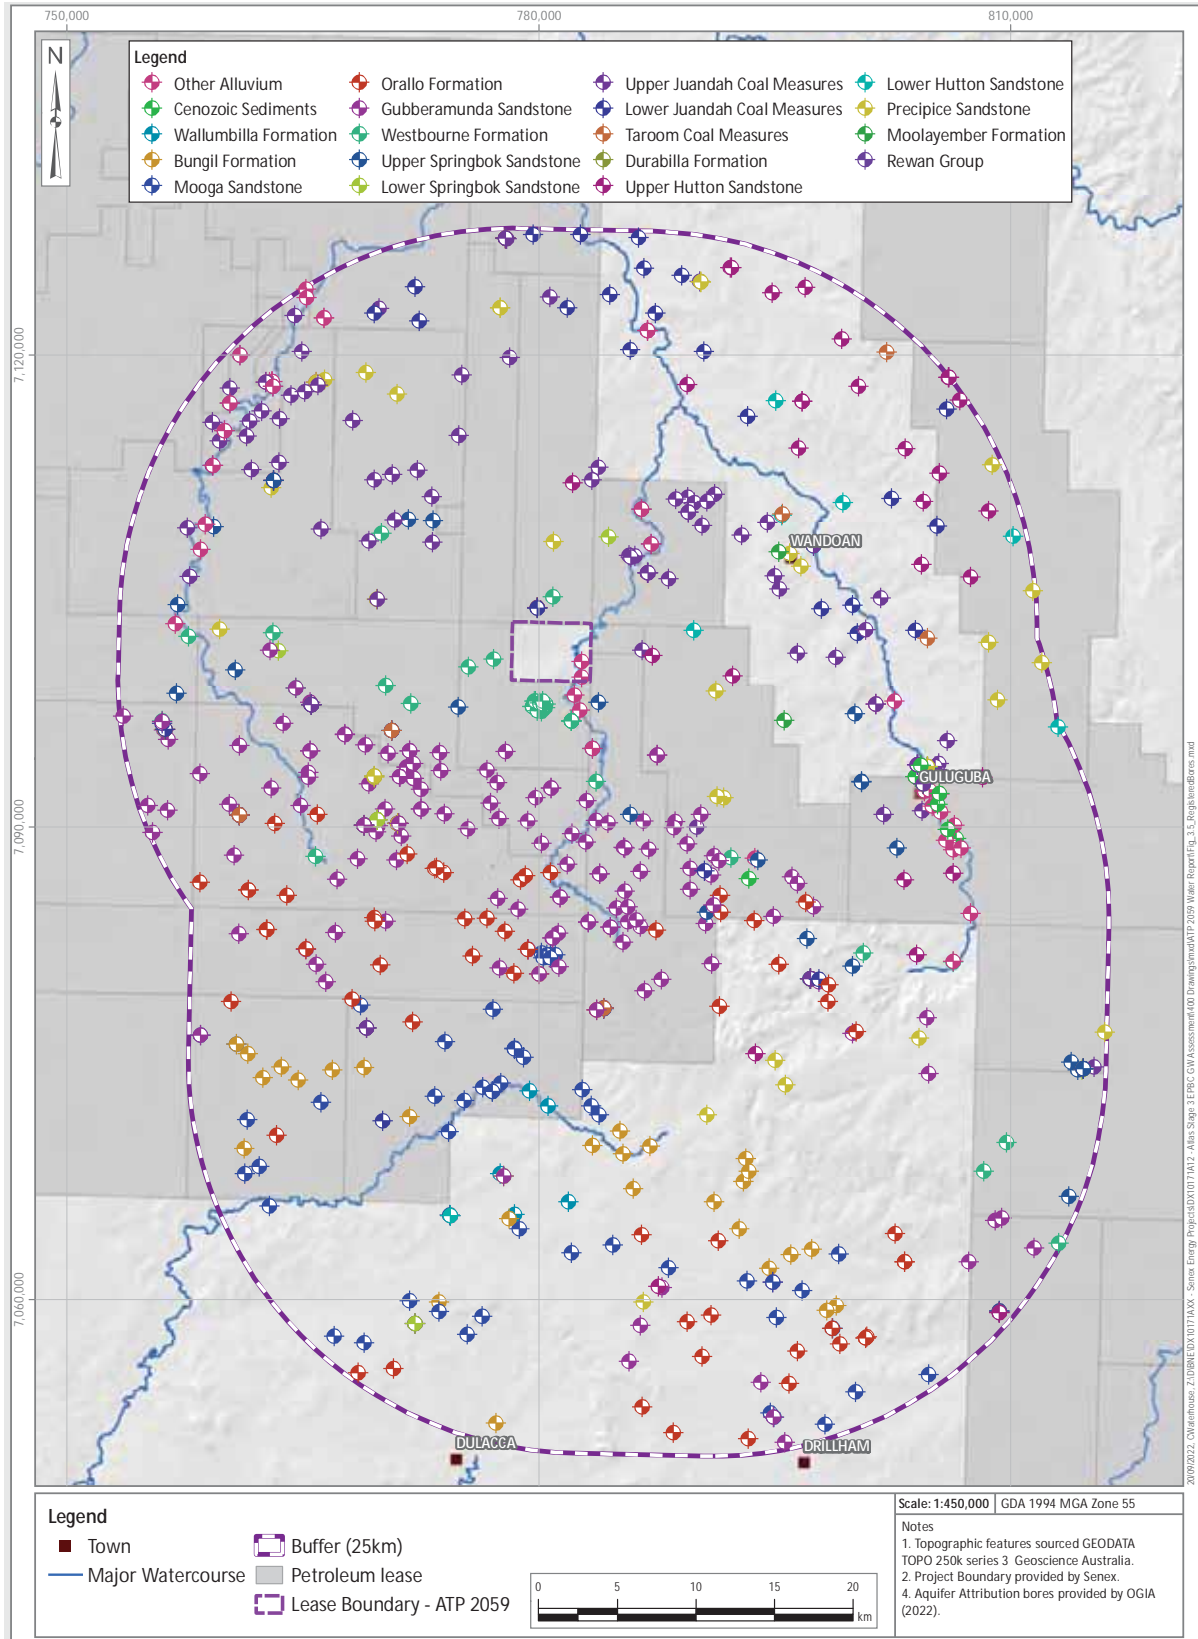 750,000
780,000
810,000
N
Legend
Other Alluvium
Cenozoic Sediments
Wallumbilla Formation
Bungil Formation
Mooga Sandstone
Orallo Formation
Gubberamunda Sandstone
Westbourne Formation
Upper Springbok Sandstone
Lower Springbok Sandstone
Upper Juandah Coal Measures
Lower Juandah Coal Measures
Taroom Coal Measures
Durabilla Formation
Upper Hutton Sandstone
Lower Hutton Sandstone
Precipice Sandstone
Moolayember Formation
Rewan Group
7,120,000
7,090,000
7,060,000
WANDOAN
GULUGUBA
DULACCA
DRILLHAM
Legend
Town
Major Watercourse
Buffer (25km)
Petroleum lease
Lease Boundary - ATP 2059
0 5 10 15 20
km
Scale: 1:450,000
GDA 1994 MGA Zone 55
Notes
1. Topographic features sourced GEODATA
TOPO 250k series 3 Geoscience Australia.
2. Project Boundary provided by Senex.
4. Aquifer Attribution bores provided by OGIA
(2022).